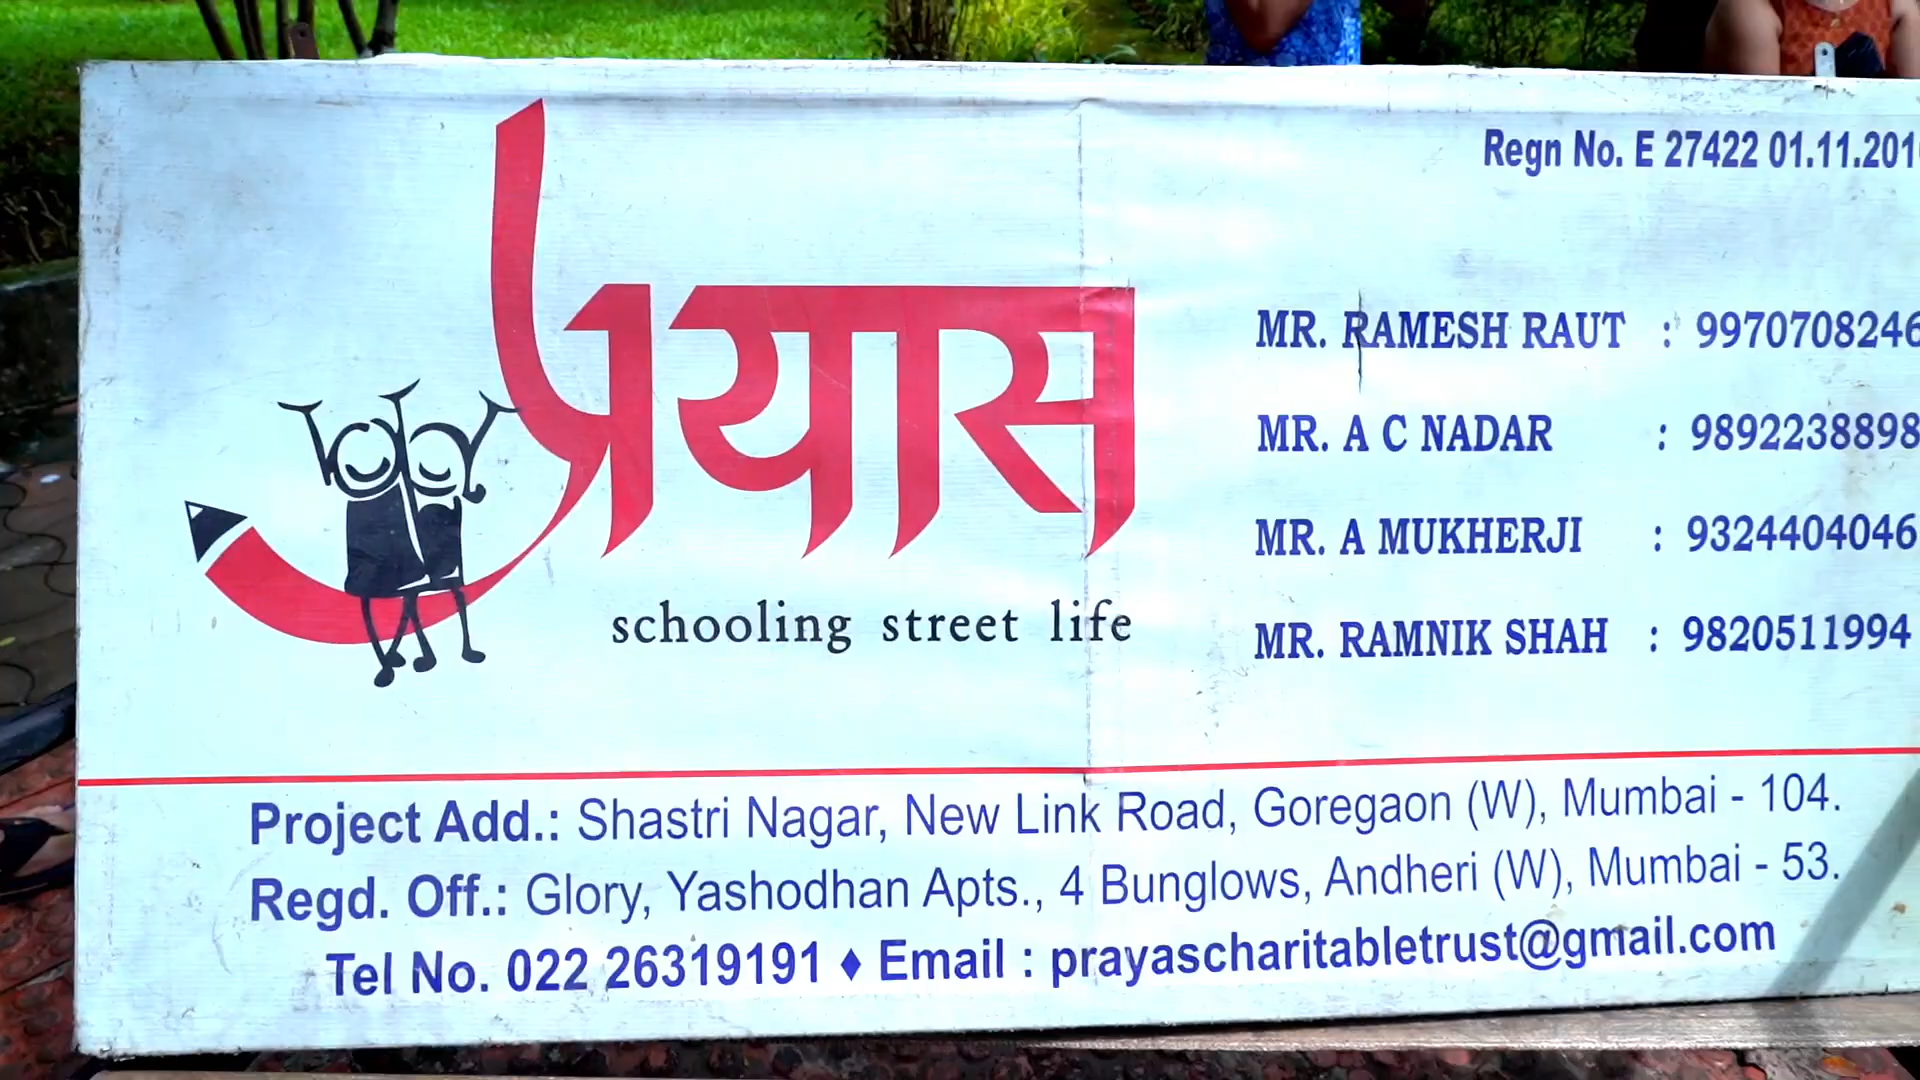 Regn No. E 27422 01.11.201
प्रयास
schooling street life
MR. RAMESH RAUT : 9970708246
MR. A C NADAR : 9892238898
MR. A MUKHERJI : 9324404046
MR. RAMNIK SHAH : 9820511994
Project Add.: Shastri Nagar, New Link Road, Goregaon (W), Mumbai - 104.
Regd. Off.: Glory, Yashodhan Apts., 4 Bunglows, Andheri (W), Mumbai - 53.
Tel No. 022 26319191 ♦ Email : prayascharitabletrust@gmail.com